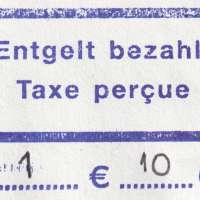 Entgelt bezahl
Taxe perçue
1 € 10